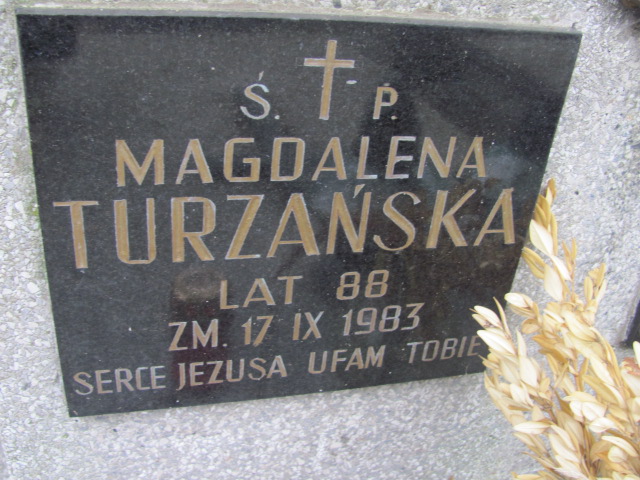 Ś. P.
MAGDALENA
TURZAŃSKA
LAT 88
ZM. 17 IX 1983
SERCE JEZUSA UFAM TOBIE